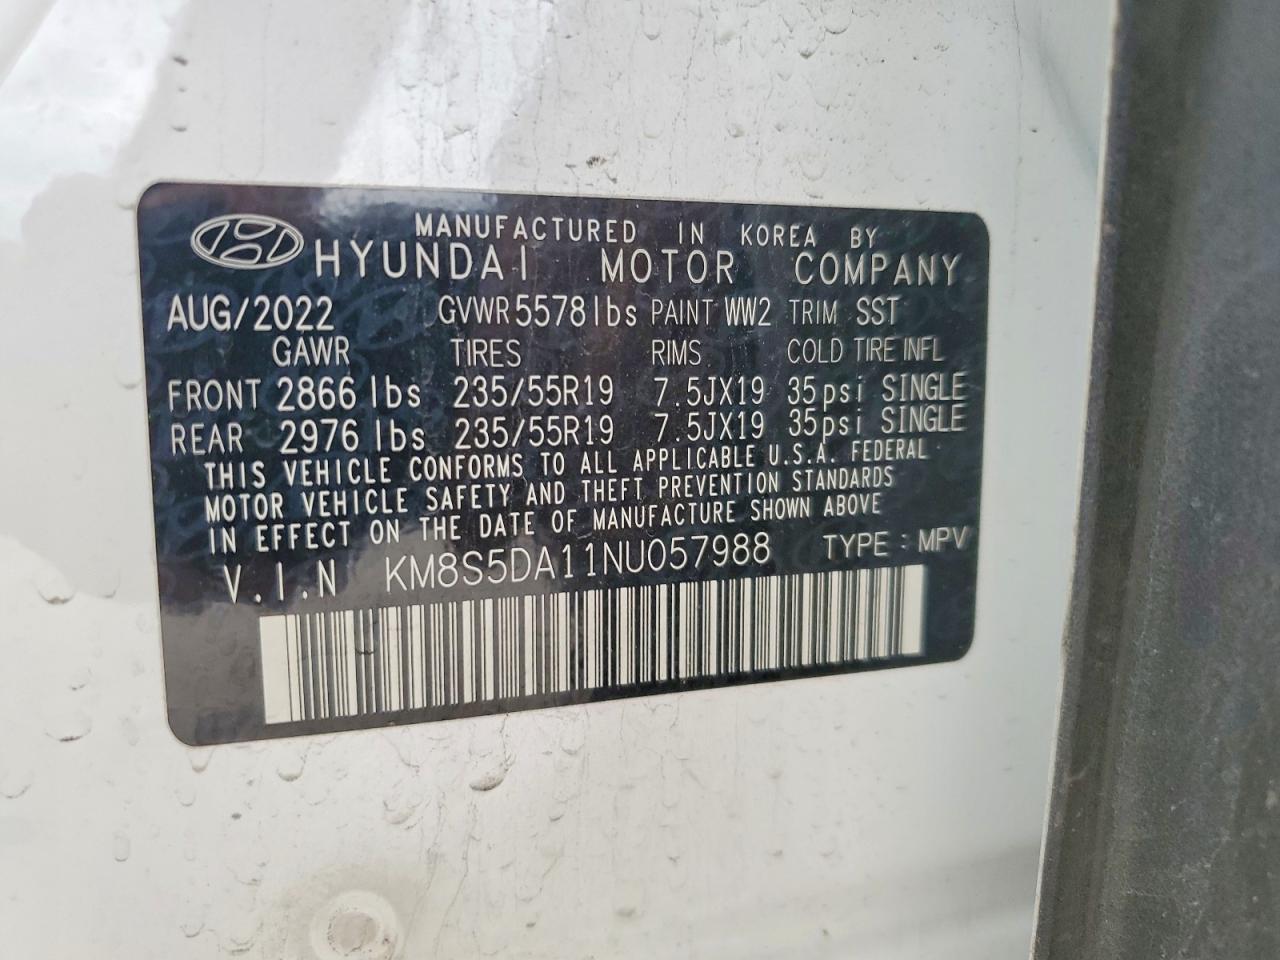 MANUFACTURED IN KOREA BY
HYUNDAI MOTOR COMPANY
AUG/2022 GVWR 5578 lbs PAINT WW2 TRIM SST
GAWR TIRES RIMS COLD TIRE INFL
FRONT 2866 lbs 235/55R19 7.5JX19 35psi SINGLE
REAR 2976 lbs 235/55R19 7.5JX19 35psi SINGLE
THIS VEHICLE CONFORMS TO ALL APPLICABLE U.S.A. FEDERAL
MOTOR VEHICLE SAFETY AND THEFT PREVENTION STANDARDS
IN EFFECT ON THE DATE OF MANUFACTURE SHOWN ABOVE
V.I.N KM8S5DA11NU057988 TYPE : MPV